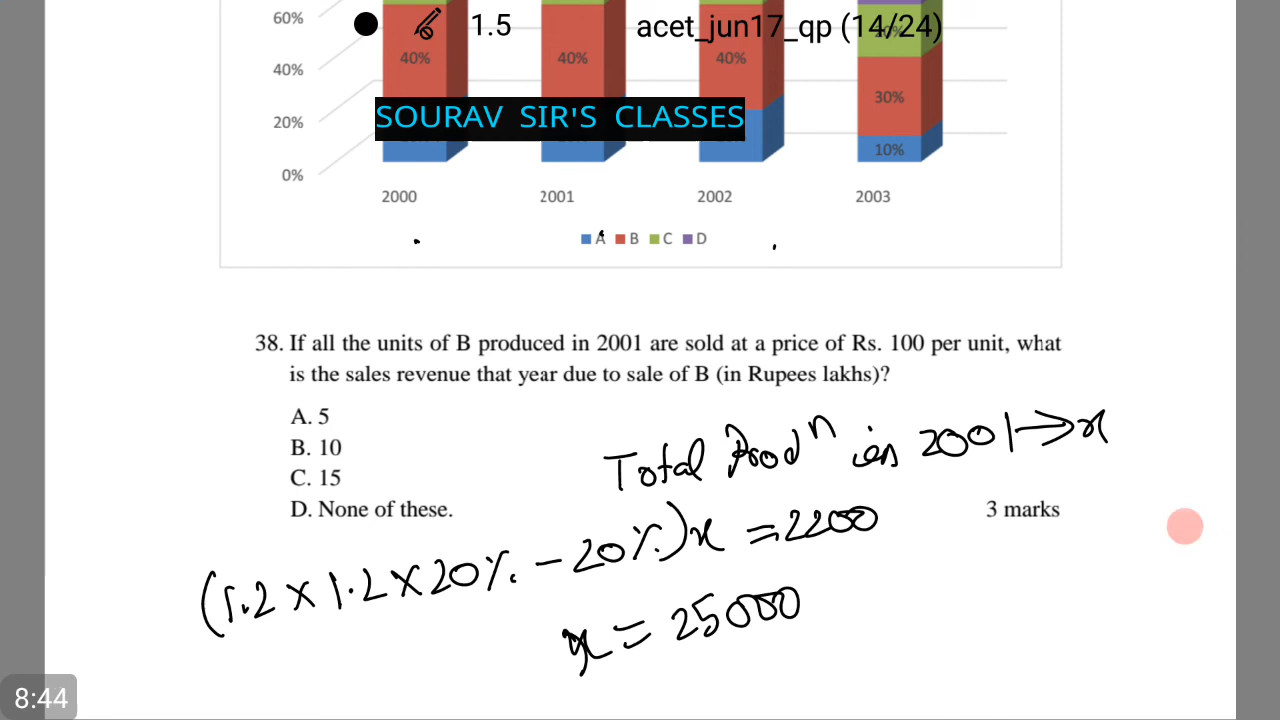 1.5 acet_jun17_qp (14/24)
60%
40%
20%
0%
40% 40% 40% 30%
10%
SOURAV SIR'S CLASSES
2000 2001 2002 2003
A B C D
38. If all the units of B produced in 2001 are sold at a price of Rs. 100 per unit, what
is the sales revenue that year due to sale of B (in Rupees lakhs)?
A. 5
B. 10
C. 15
D. None of these.
3 marks
Total Prodⁿ in 2001→x
(1.2 x 1.2 x 20% - 20%)x = 2200
x = 25000
8:44